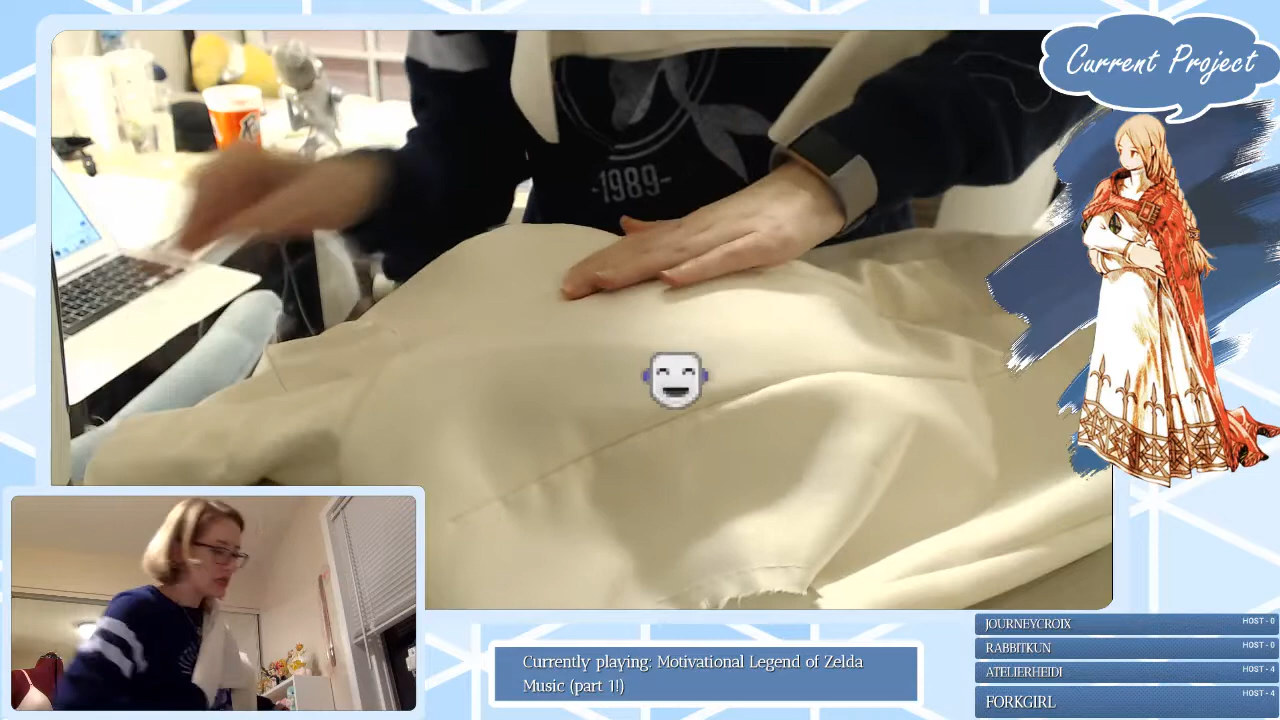 Current Project
-1989-
Currently playing: Motivational Legend of Zelda
Music (part 1!)
JOURNEYCROIX HOST - 0
RABBITKUN HOST - 0
ATELIERHEIDI HOST - 4
FORKGIRL HOST - 4